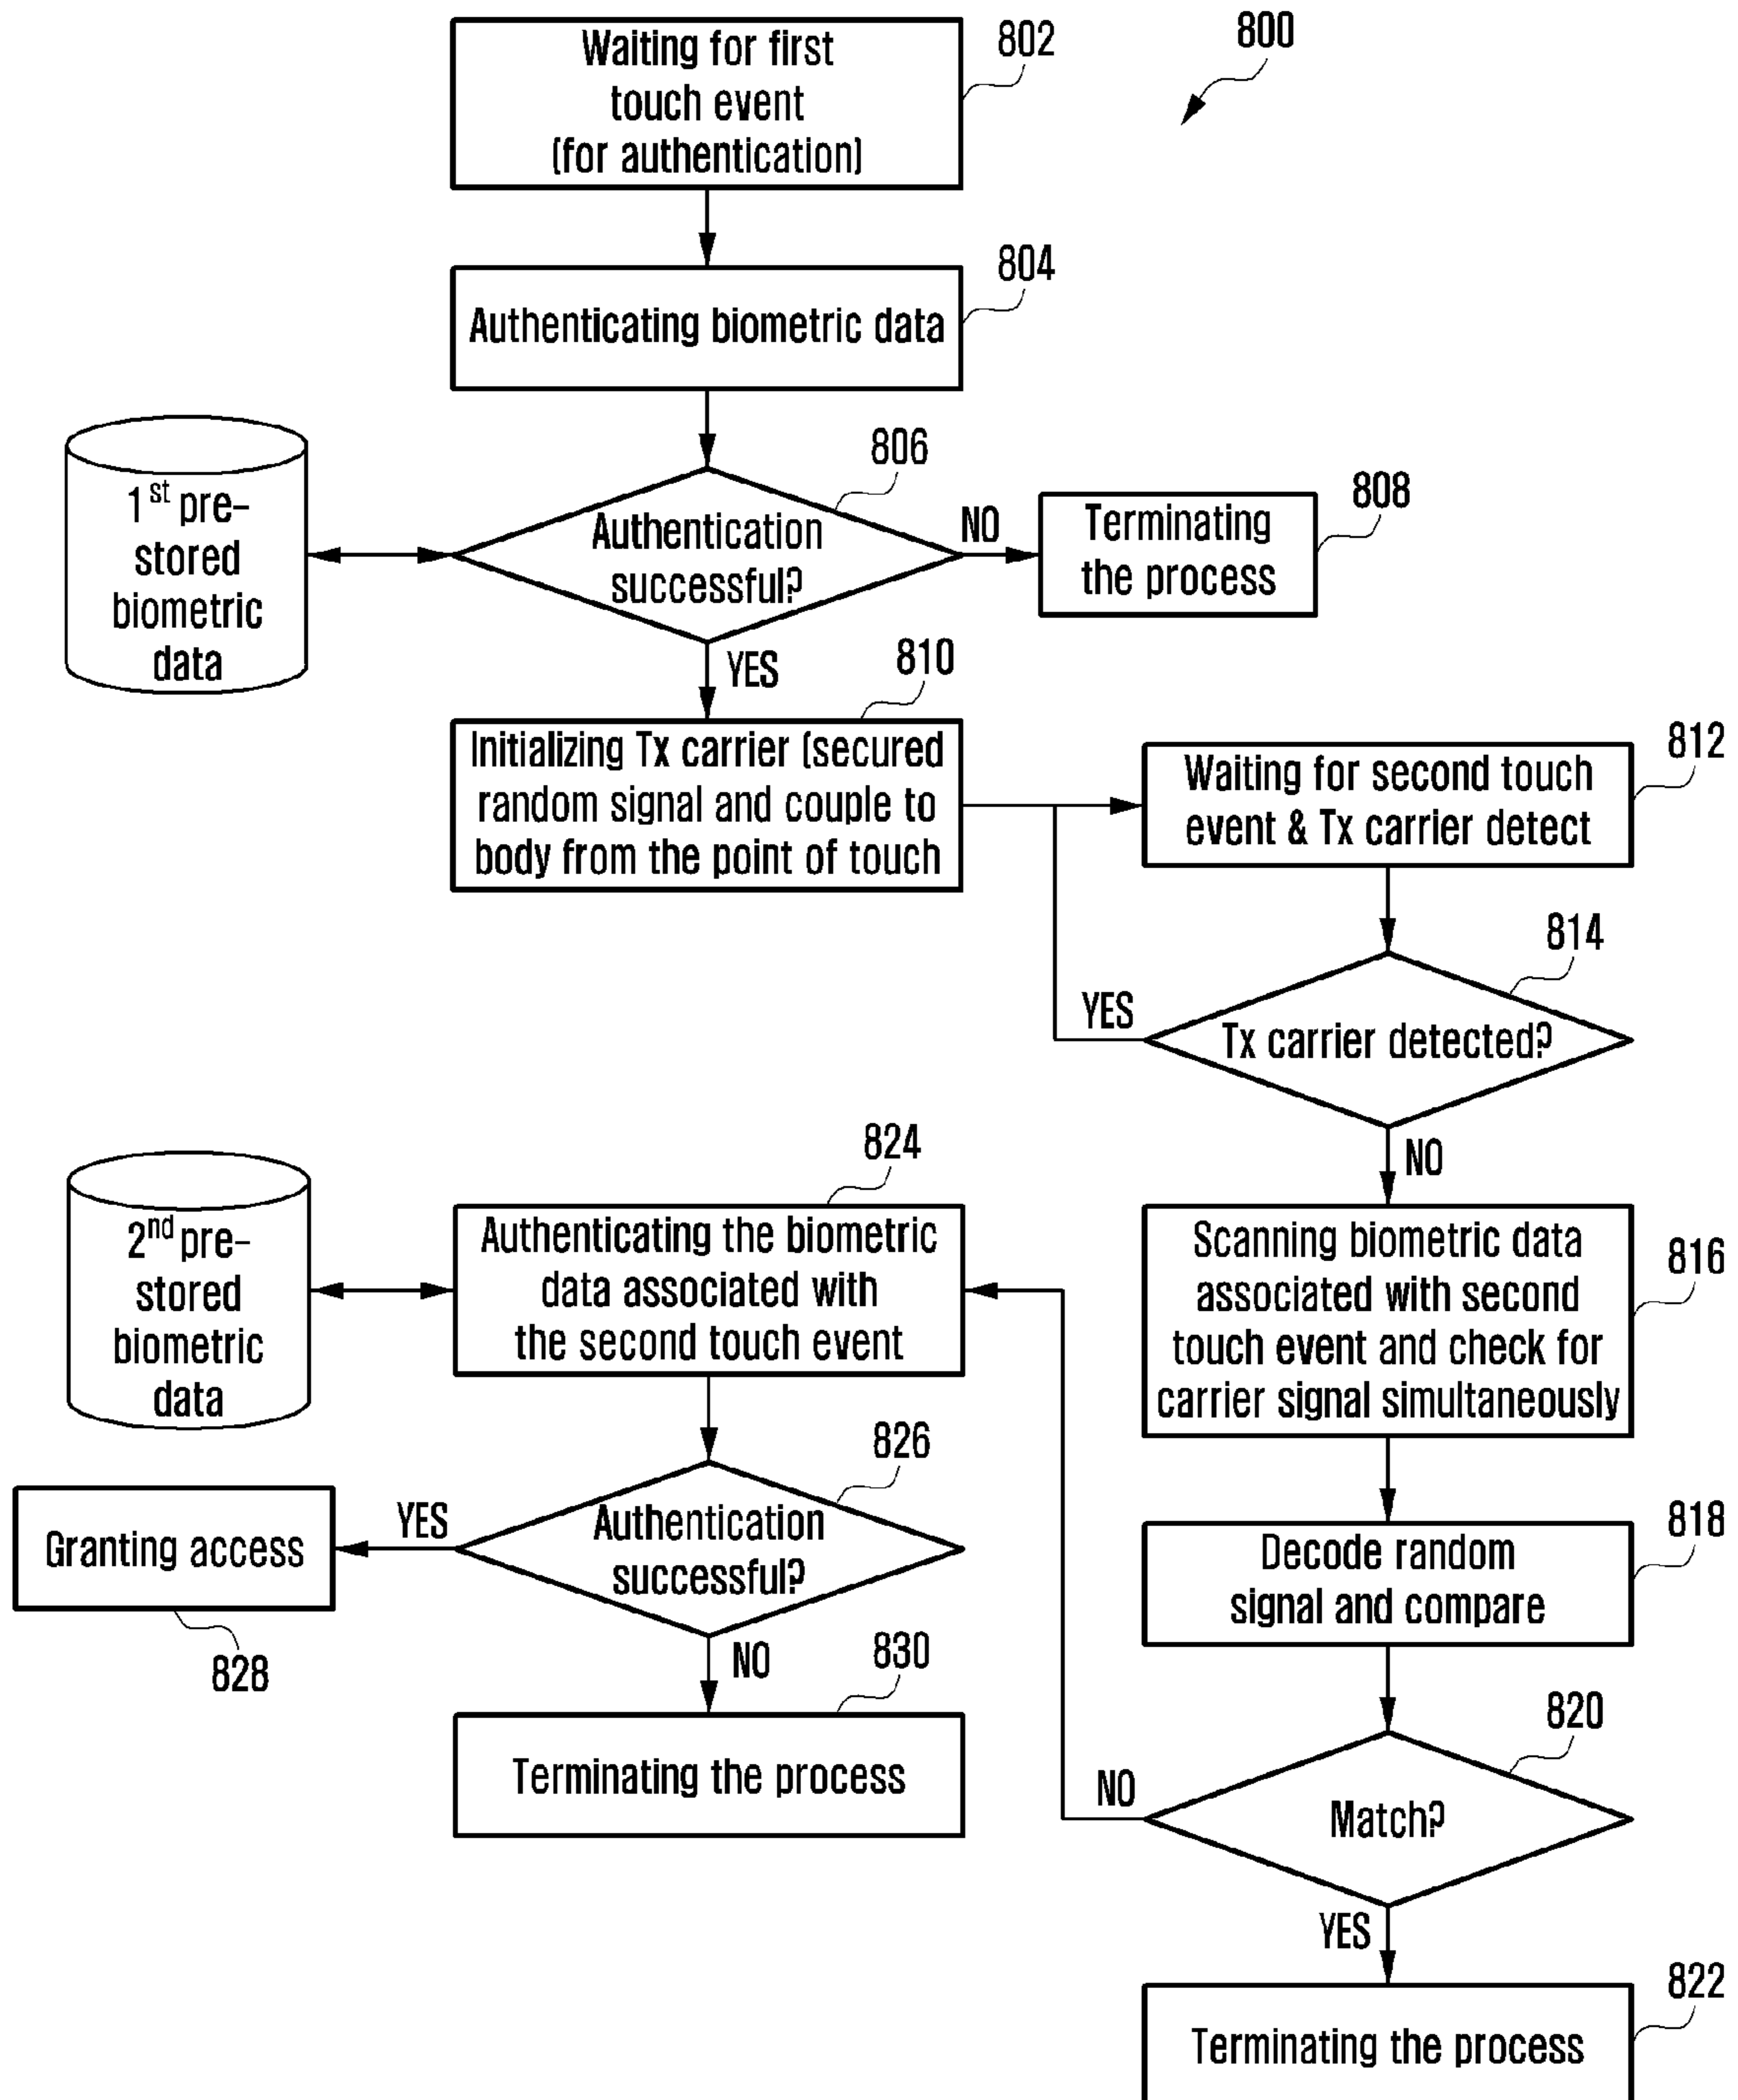 800
802
Waiting for first
touch event
(for authentication)
804
Authenticating biometric data
806
Authentication
successful?
1st pre-
stored
biometric
data
NO
808
Terminating
the process
YES
810
Initializing Tx carrier (secured
random signal and couple to
body from the point of touch
812
Waiting for second touch
event & Tx carrier detect
814
Tx carrier detected?
YES
NO
816
Scanning biometric data
associated with second
touch event and check for
carrier signal simultaneously
818
Decode random
signal and compare
820
Match?
NO
YES
822
Terminating the process
824
Authenticating the biometric
data associated with
the second touch event
2nd pre-
stored
biometric
data
826
Authentication
successful?
YES
Granting access
828
NO
830
Terminating the process